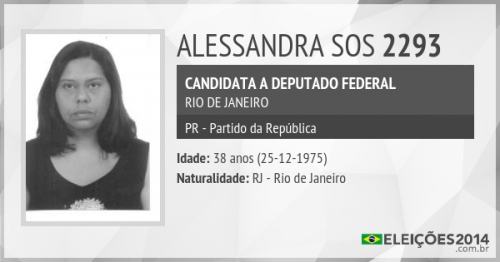 ALESSANDRA SOS 2293
CANDIDATA A DEPUTADO FEDERAL
RIO DE JANEIRO
PR - Partido da República
Idade: 38 anos (25-12-1975)
Naturalidade: RJ - Rio de Janeiro
ELEIÇÕES2014
.com.br